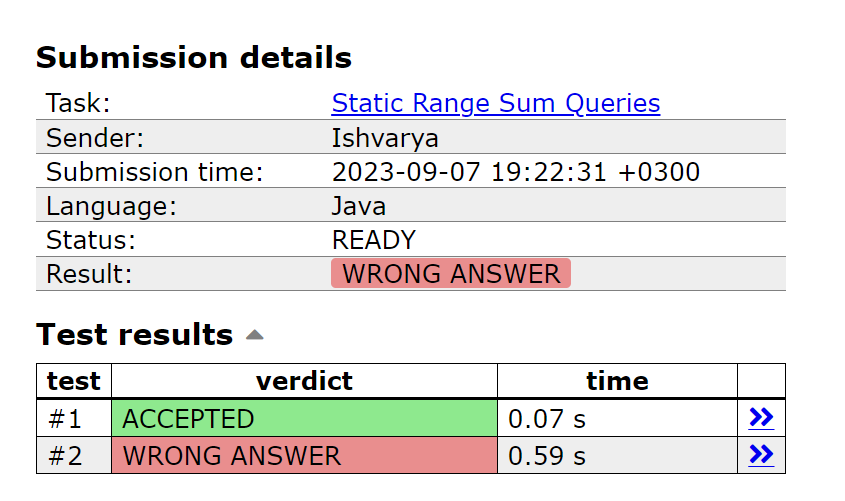 Submission details
Task: Static Range Sum Queries
Sender: Ishvarya
Submission time: 2023-09-07 19:22:31 +0300
Language: Java
Status: READY
Result: WRONG ANSWER
Test results
test verdict time
#1 ACCEPTED 0.07 s »
#2 WRONG ANSWER 0.59 s »